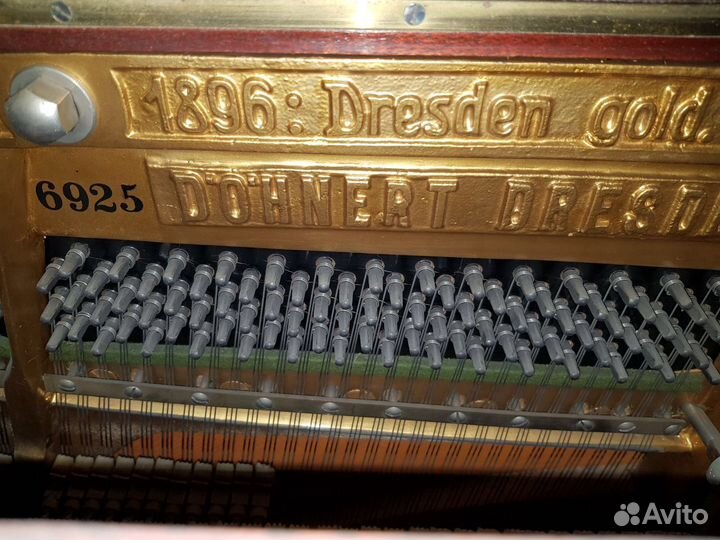 1896: Dresden gold.
6925
DÖHNERT DRESD
Avito